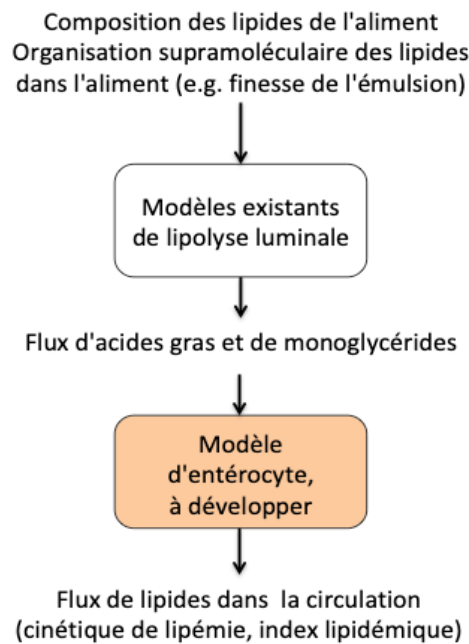 Composition des lipides de l'aliment
Organisation supramoléculaire des lipides
dans l'aliment (e.g. finesse de l'émulsion)
Modèles existants
de lipolyse luminale
Flux d'acides gras et de monoglycérides
Modèle
d'entérocyte,
à développer
Flux de lipides dans la circulation
(cinétique de lipémie, index lipidémique)